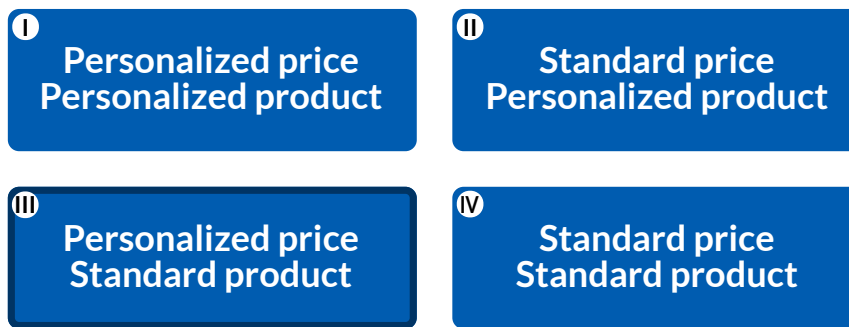 I
Personalized price
Personalized product
II
Standard price
Personalized product
III
Personalized price
Standard product
IV
Standard price
Standard product